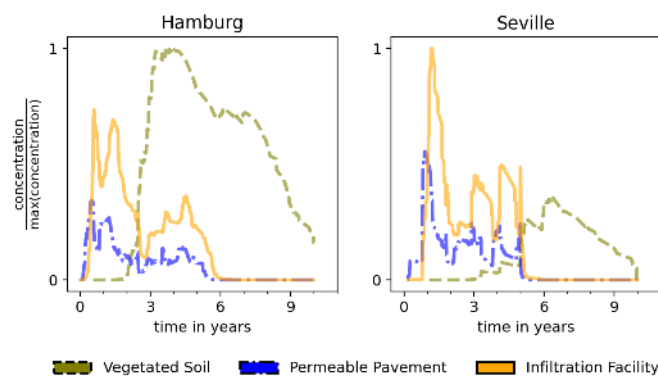 Hamburg
Seville
1
0
concentration
max(concentration)
0
3
6
9
time in years
1
0
0
3
6
9
time in years
Vegetated Soil
Permeable Pavement
Infiltration Facility